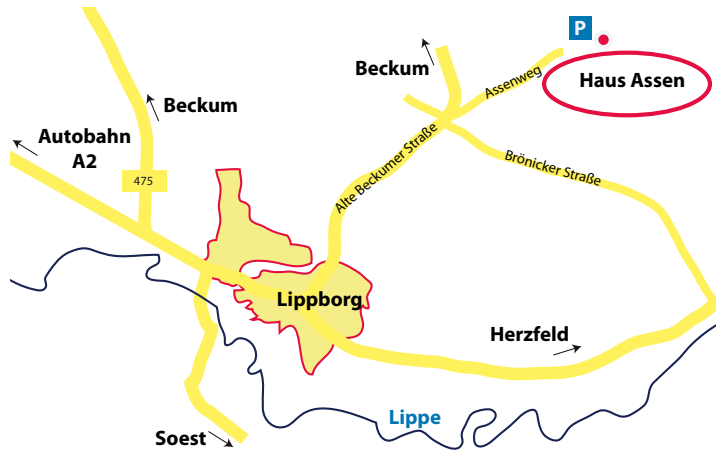 P
Haus Assen
Beckum
Assenweg
Beckum
Autobahn
A2
Alte Beckumer Straße
Brönicker Straße
475
Lippborg
Herzfeld
Lippe
Soest